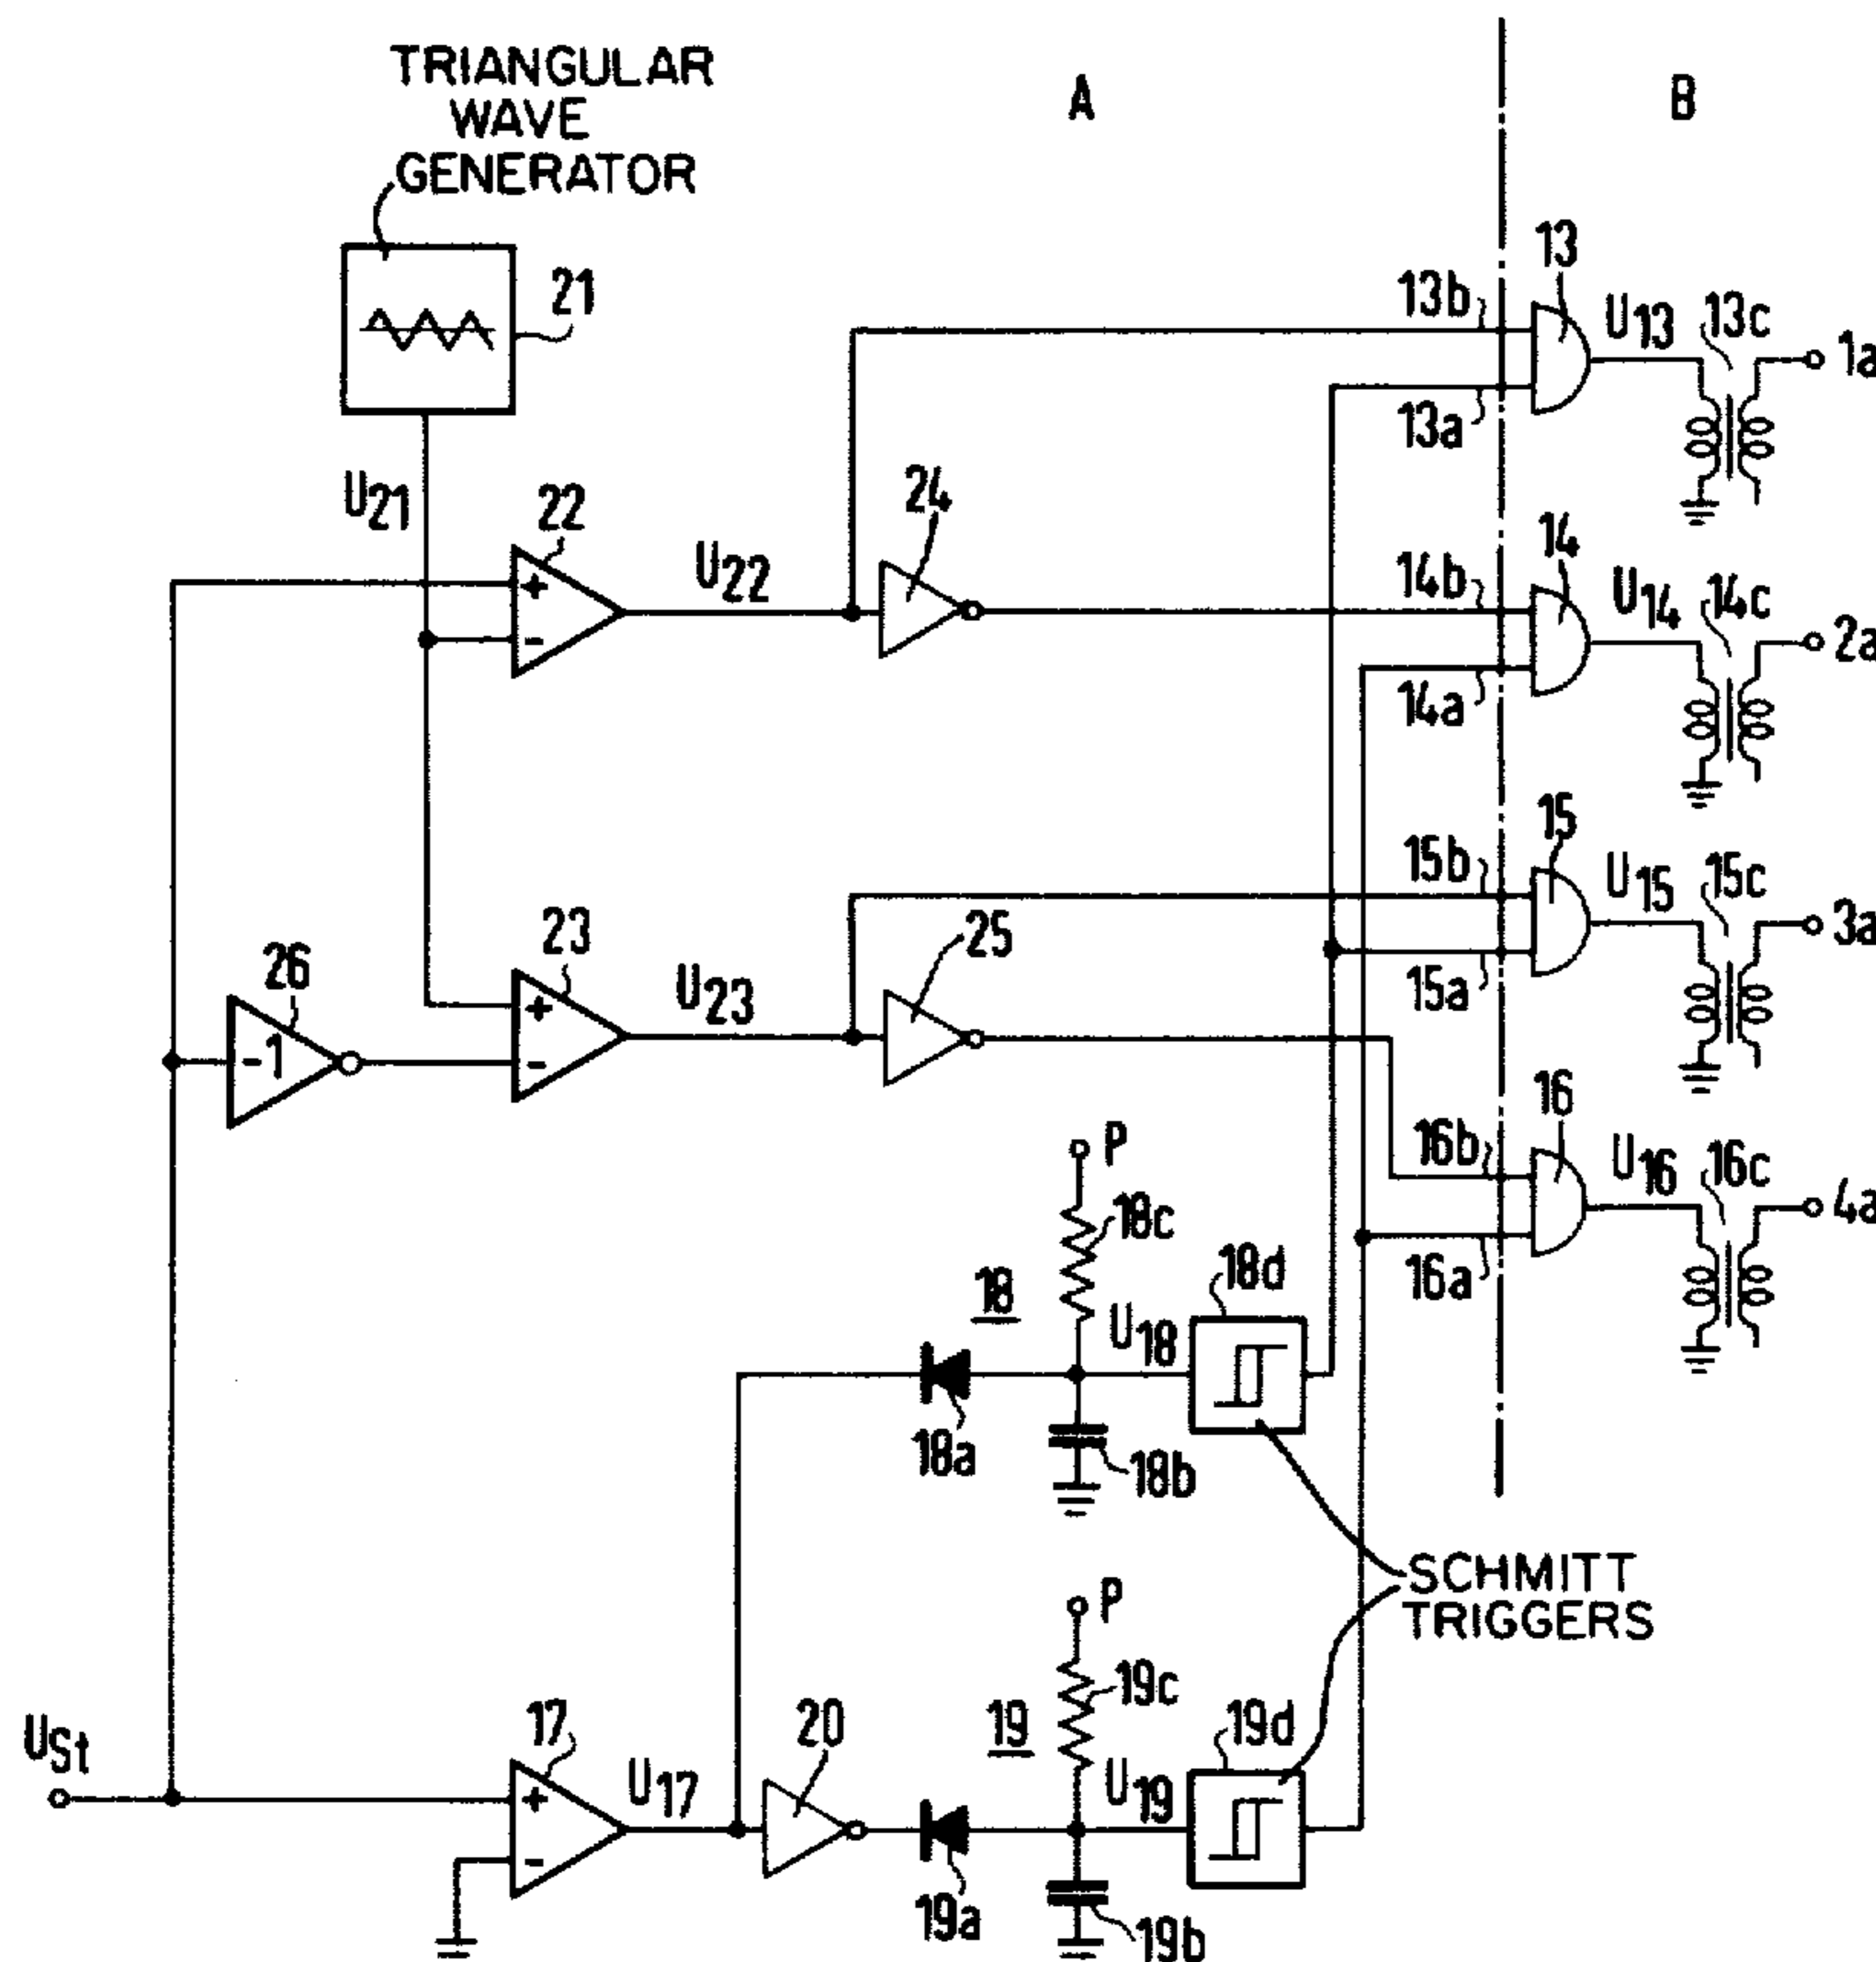 TRIANGULAR
WAVE
GENERATOR
A
B
21
13b
13
U13
13c
1a
13a
U21
22
U22
24
14b
14
U14
14c
2a
14a
15b
15
U15
15c
3a
15a
26
-1
23
U23
25
16b
16
U16
16c
4a
16a
+
-
+
-
P
18c
18
U18
18d
18a
18b
SCHMITT
TRIGGERS
P
19c
19
U19
19d
19a
19b
USt
17
+
-
U17
20